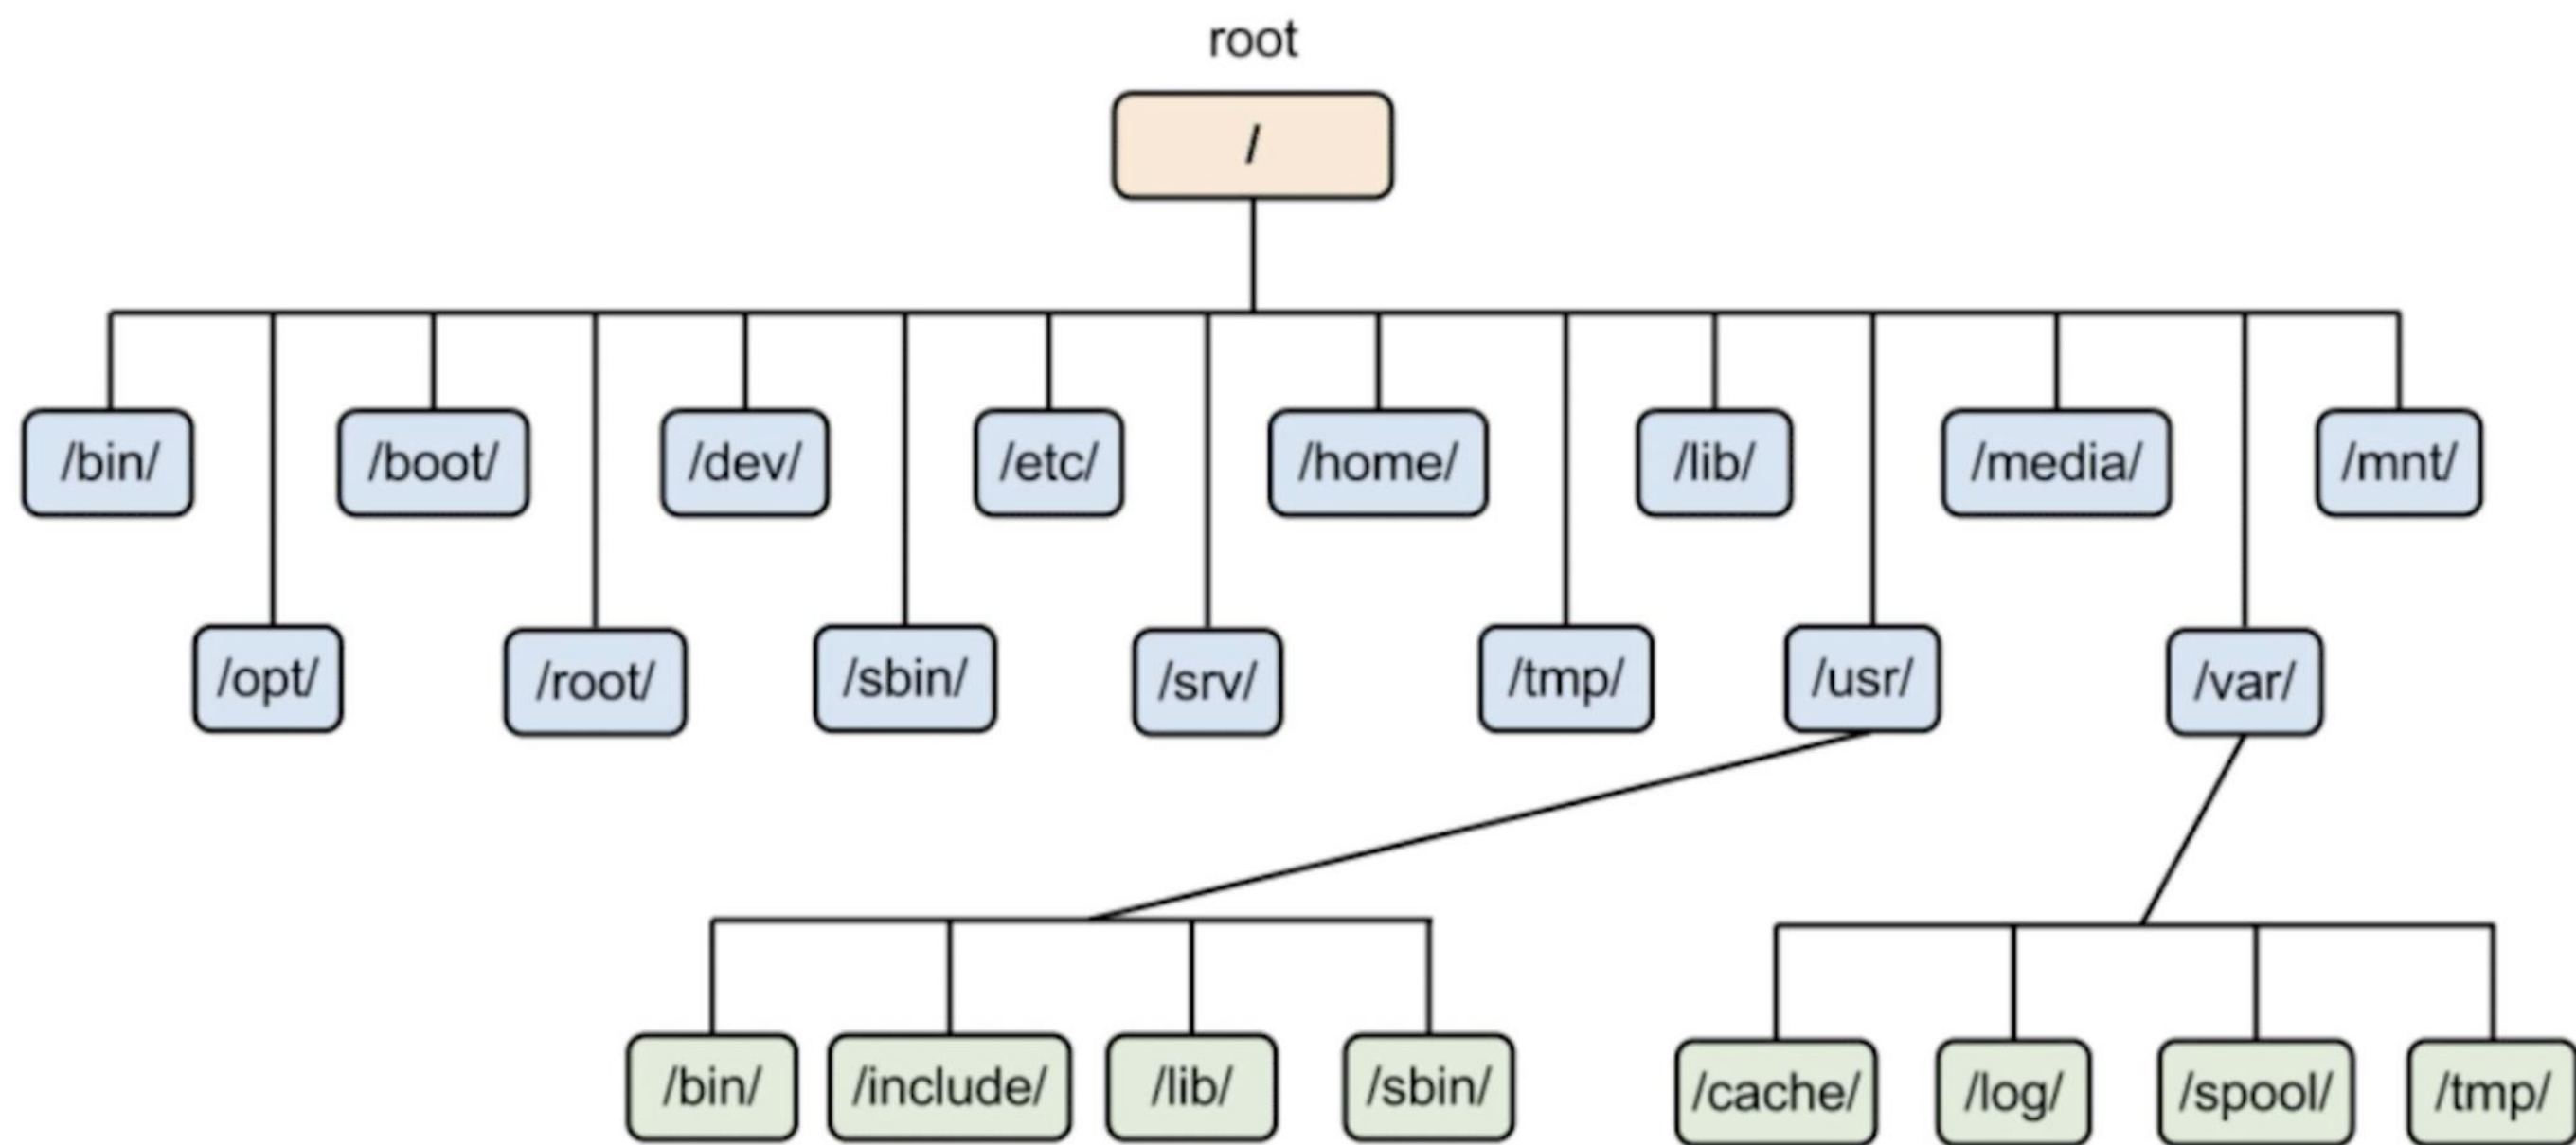 root
/
/bin/ /boot/ /dev/ /etc/ /home/ /lib/ /media/ /mnt/
/opt/ /root/ /sbin/ /srv/ /tmp/ /usr/ /var/
/bin/ /include/ /lib/ /sbin/ /cache/ /log/ /spool/ /tmp/